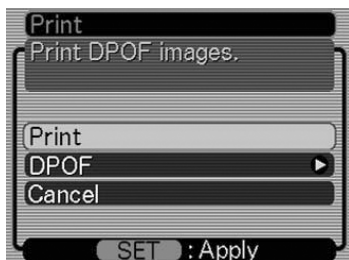 Print
Print DPOF images.
Print
DPOF
Cancel
SET : Apply